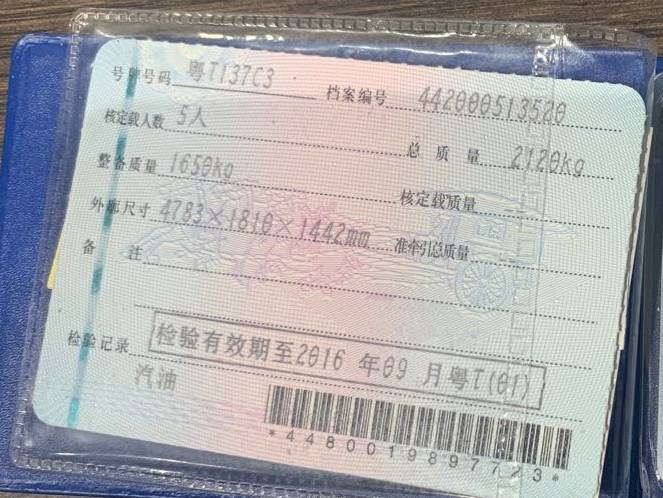 号牌号码 粤T137C3 档案编号 442000513520
核定载人数 5人 总质量 2120kg
整备质量 1650kg 核定载质量
外廓尺寸 4783×1810×1442mm 准牵引总质量
备注
检验记录 检验有效期至2016年09月粤T(01)
汽油
*4480019897723*